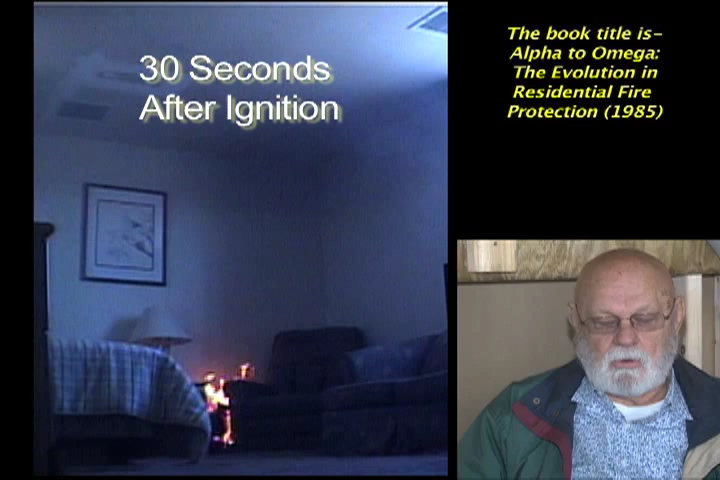 30 Seconds
After Ignition
The book title is-
Alpha to Omega:
The Evolution in
Residential Fire
Protection (1985)